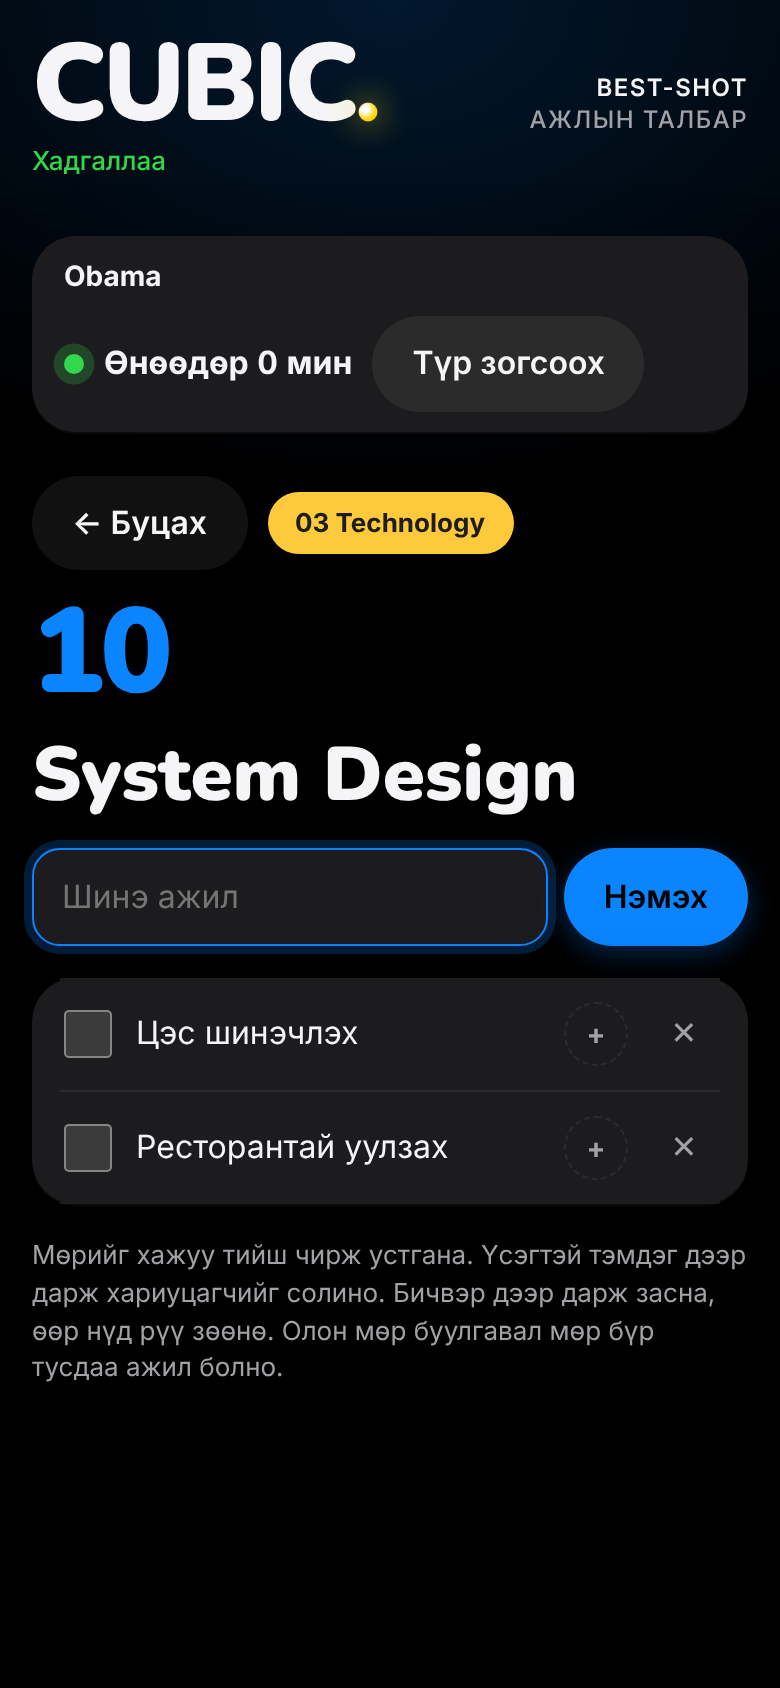 CUBIC.
BEST-SHOT
АЖЛЫН ТАЛБАР
Хадгаллаа
Obama
Өнөөдөр 0 мин
Түр зогсоох
← Буцах
03 Technology
10
System Design
Шинэ ажил
Нэмэх
Цэс шинэчлэх + ✕
Ресторантай уулзах + ✕
Мөрийг хажуу тийш чирж устгана. Үсэгтэй тэмдэг дээр
дарж хариуцагчийг солино. Бичвэр дээр дарж засна,
өөр нүд рүү зөөнө. Олон мөр буулгавал мөр бүр
тусдаа ажил болно.